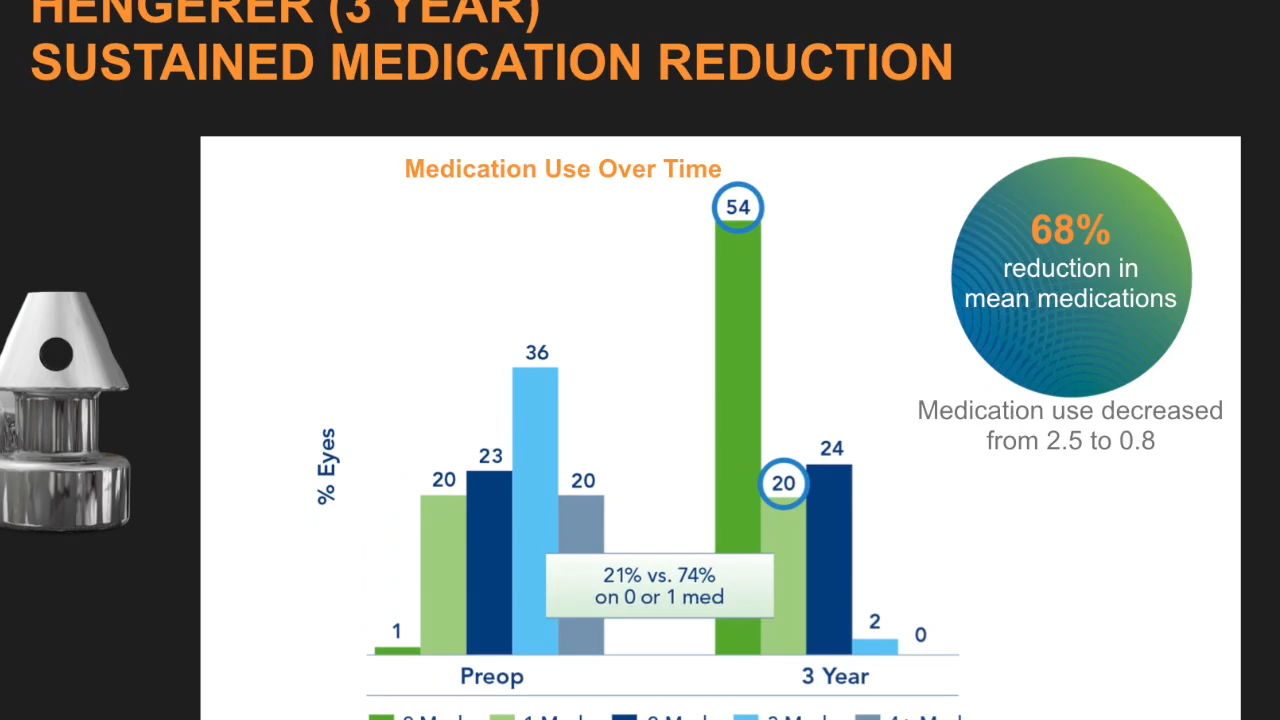 HENGERER (3 YEAR)
SUSTAINED MEDICATION REDUCTION
Medication Use Over Time
54
68%
reduction in
mean medications
36
Medication use decreased
from 2.5 to 0.8
% Eyes
20
23
20
20
24
21% vs. 74%
on 0 or 1 med
1
2
0
Preop
3 Year